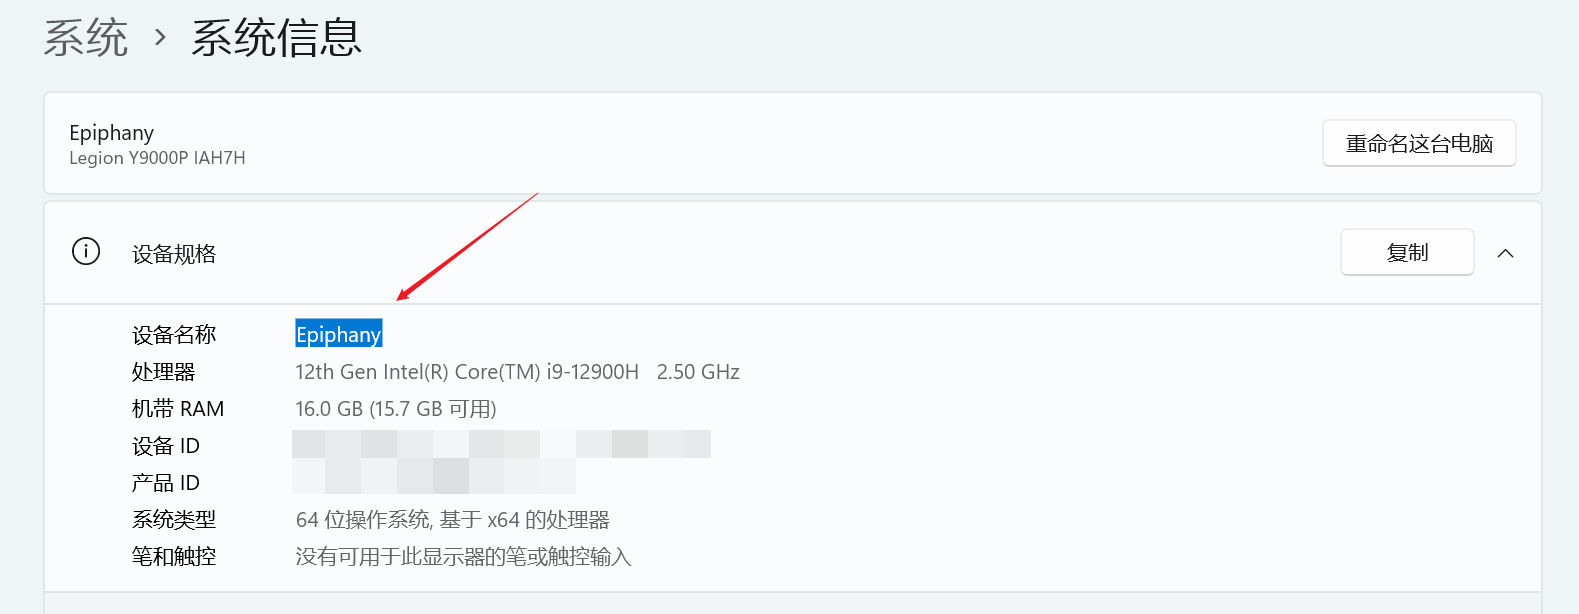 系统 › 系统信息
Epiphany
Legion Y9000P IAH7H
重命名这台电脑
设备规格
复制
设备名称 Epiphany
处理器 12th Gen Intel(R) Core(TM) i9-12900H 2.50 GHz
机带 RAM 16.0 GB (15.7 GB 可用)
设备 ID
产品 ID
系统类型 64 位操作系统, 基于 x64 的处理器
笔和触控 没有可用于此显示器的笔或触控输入